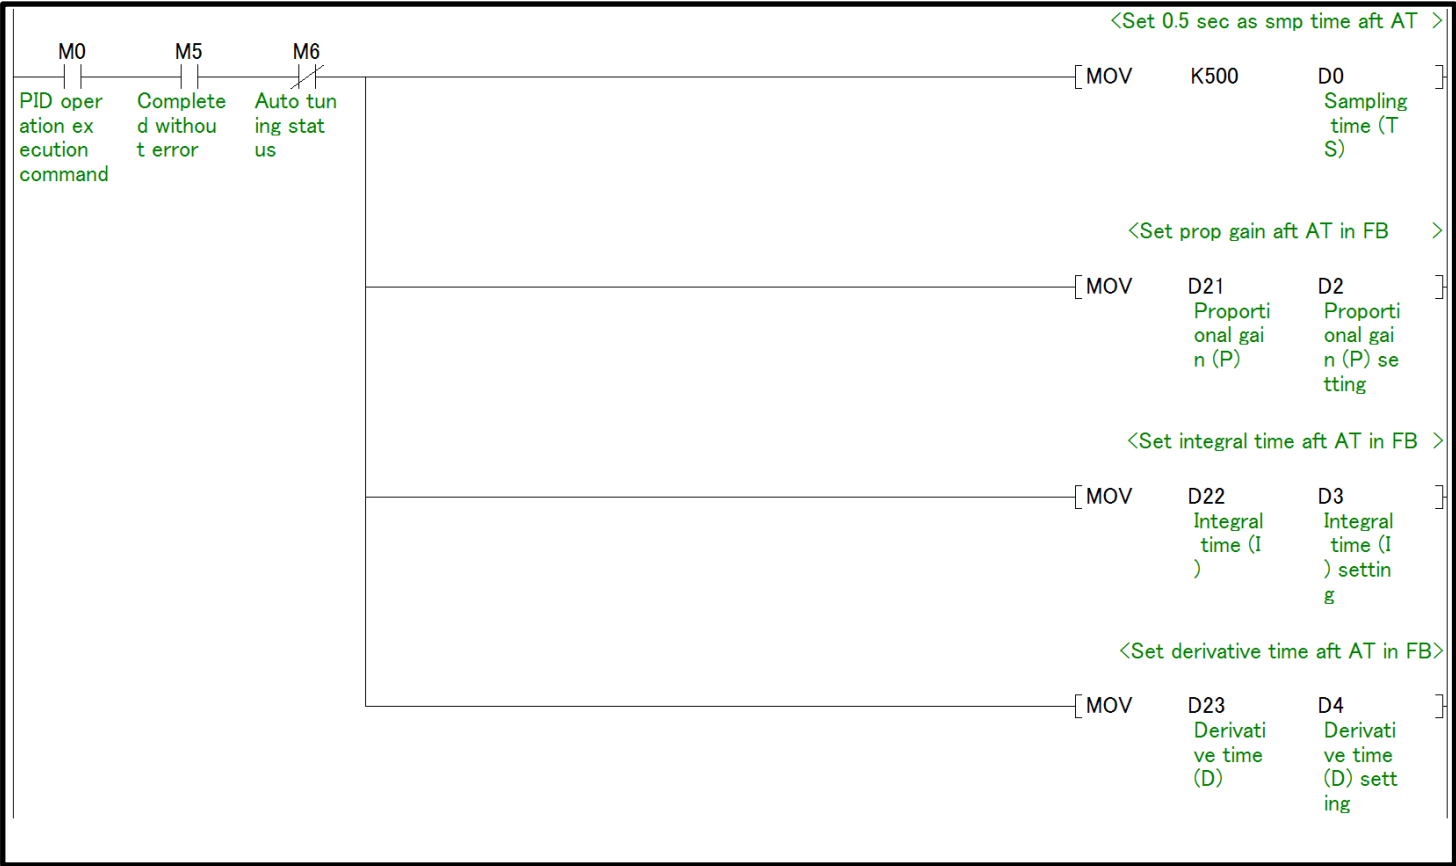 <Set 0.5 sec as smp time aft AT >
M0 M5 M6
MOV K500 D0
PID oper
ation ex
ecution
command
Complete
d withou
t error
Auto tun
ing stat
us
Sampling
time (T
S)
<Set prop gain aft AT in FB >
MOV D21 D2
Proporti
onal gai
n (P)
Proporti
onal gai
n (P) se
tting
<Set integral time aft AT in FB >
MOV D22 D3
Integral
time (I
)
Integral
time (I
) settin
g
<Set derivative time aft AT in FB>
MOV D23 D4
Derivati
ve time
(D)
Derivati
ve time
(D) sett
ing